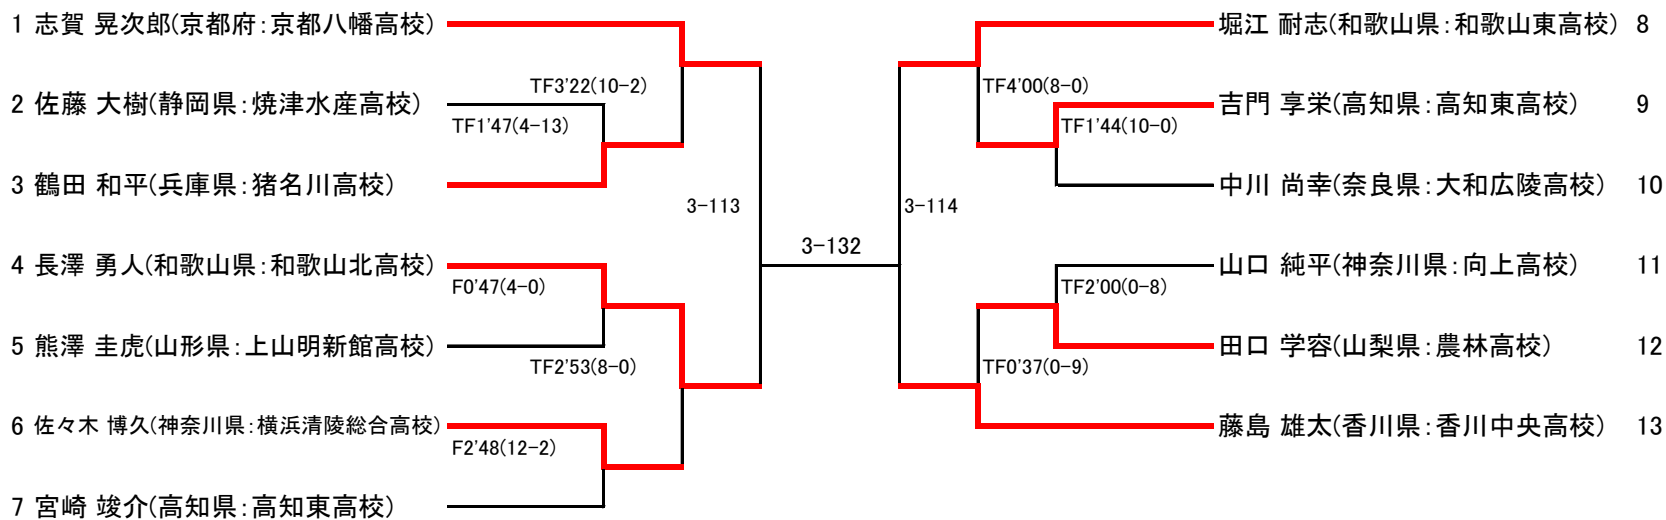 1 志賀 晃次郎(京都府:京都八幡高校)
TF3'22(10-2)
2 佐藤 大樹(静岡県:焼津水産高校)
TF1'47(4-13)
3 鶴田 和平(兵庫県:猪名川高校)
3-113
4 長澤 勇人(和歌山県:和歌山北高校)
F0'47(4-0)
5 熊澤 圭虎(山形県:上山明新館高校)
TF2'53(8-0)
6 佐々木 博久(神奈川県:横浜清陵総合高校)
F2'48(12-2)
7 宮崎 竣介(高知県:高知東高校)
3-132
堀江 耐志(和歌山県:和歌山東高校) 8
TF4'00(8-0)
吉門 享栄(高知県:高知東高校) 9
TF1'44(10-0)
中川 尚幸(奈良県:大和広陵高校) 10
3-114
山口 純平(神奈川県:向上高校) 11
TF2'00(0-8)
田口 学容(山梨県:農林高校) 12
TF0'37(0-9)
藤島 雄太(香川県:香川中央高校) 13